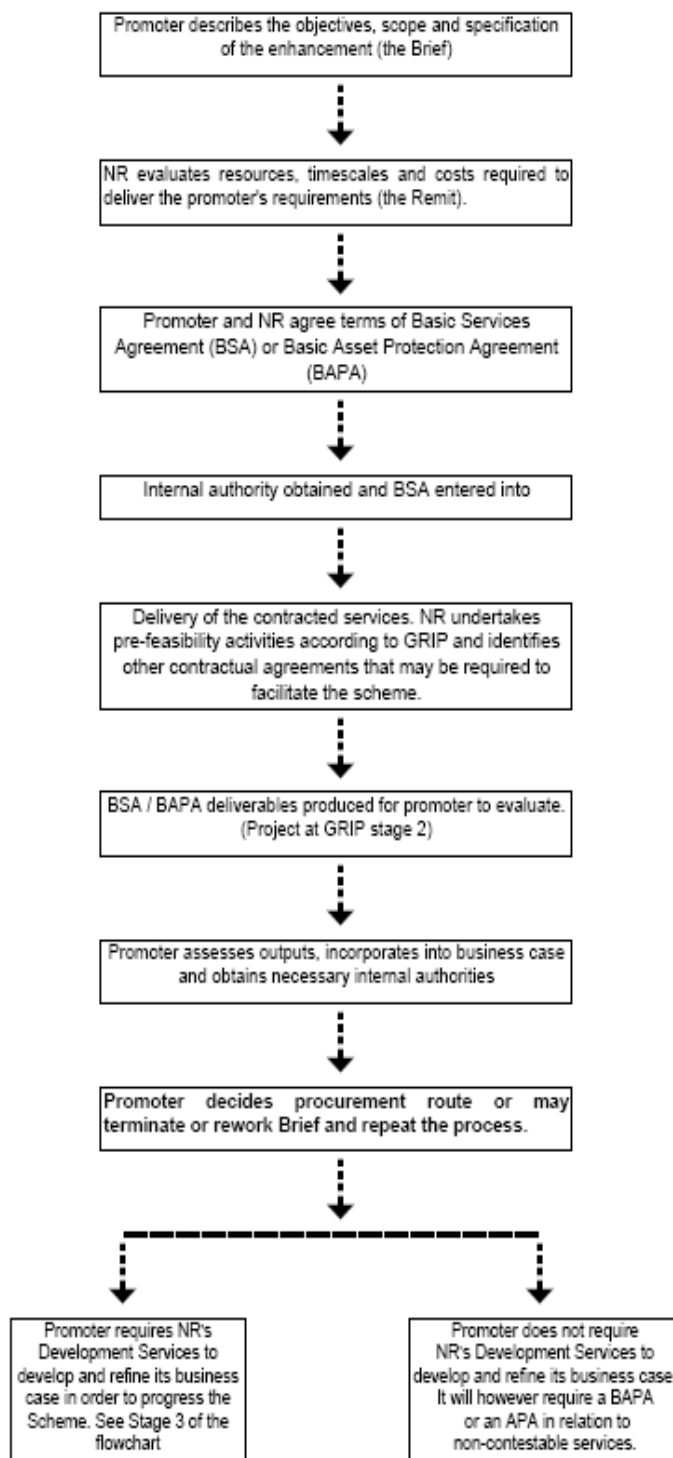 Promoter describes the objectives, scope and specification
of the enhancement (the Brief)
NR evaluates resources, timescales and costs required to
deliver the promoter's requirements (the Remit).
Promoter and NR agree terms of Basic Services
Agreement (BSA) or Basic Asset Protection Agreement
(BAPA)
Internal authority obtained and BSA entered into
Delivery of the contracted services. NR undertakes
pre-feasibility activities according to GRIP and identifies
other contractual agreements that may be required to
facilitate the scheme.
BSA / BAPA deliverables produced for promoter to evaluate.
(Project at GRIP stage 2)
Promoter assesses outputs, incorporates into business case
and obtains necessary internal authorities
Promoter decides procurement route or may
terminate or rework Brief and repeat the process.
Promoter requires NR's
Development Services to
develop and refine its business
case in order to progress the
Scheme. See Stage 3 of the
flowchart
Promoter does not require
NR's Development Services to
develop and refine its business case
It will however require a BAPA
or an APA in relation to
non-contestable services.